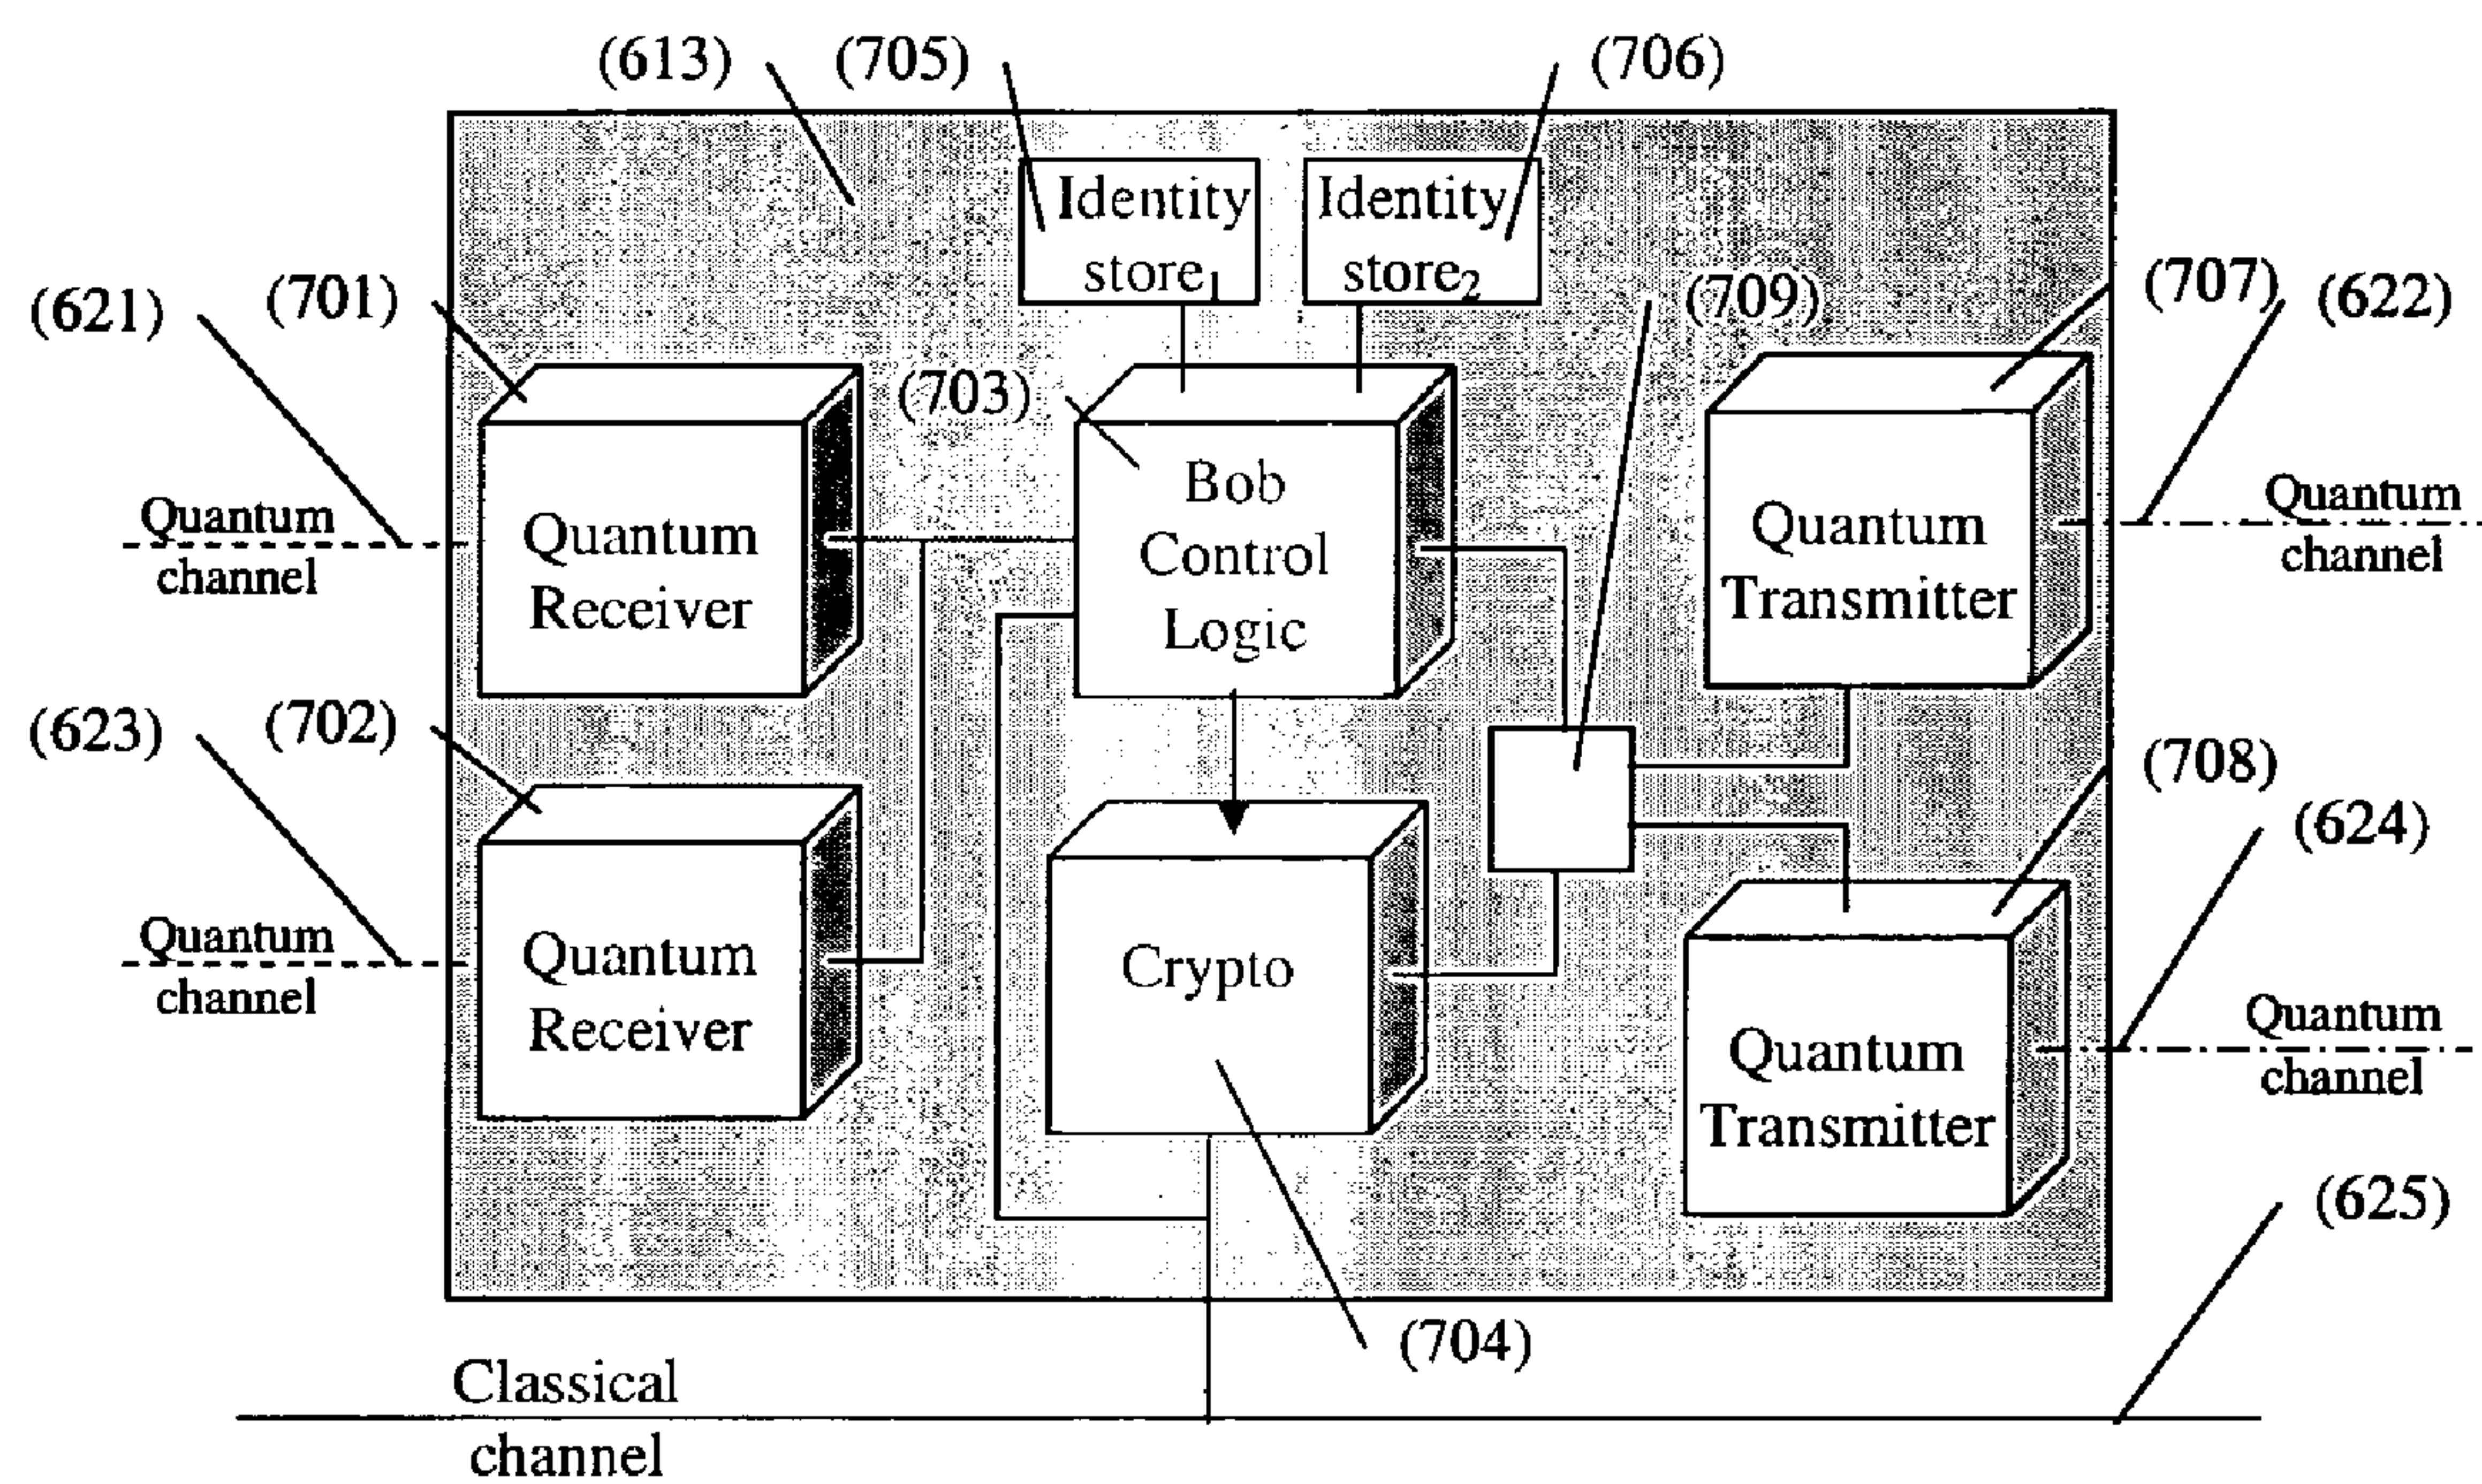 (613)
(705)
(706)
Identity
store1
Identity
store2
(621)
(701)
(709)
(707)
(622)
(703)
Quantum
channel
Quantum
Receiver
Bob
Control
Logic
Quantum
Transmitter
Quantum
channel
(623)
(702)
(708)
(624)
Quantum
channel
Quantum
Receiver
Crypto
Quantum
Transmitter
Quantum
channel
(625)
(704)
Classical
channel